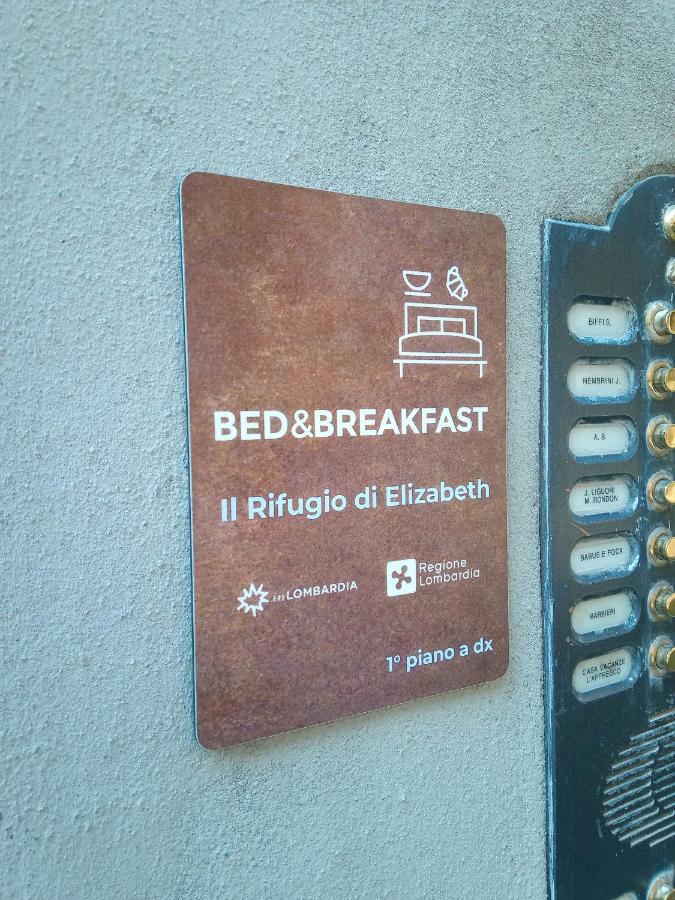 BED&BREAKFAST
Il Rifugio di Elizabeth
inLOMBARDIA
Regione
Lombardia
1° piano a dx
BIFFI S.
NEMBRINI J.
A. S.
J. LIGUORI
M. RONDON
BABUS E FOCA
BARBIERI
CASA VACANZE
L'AFFRESCO